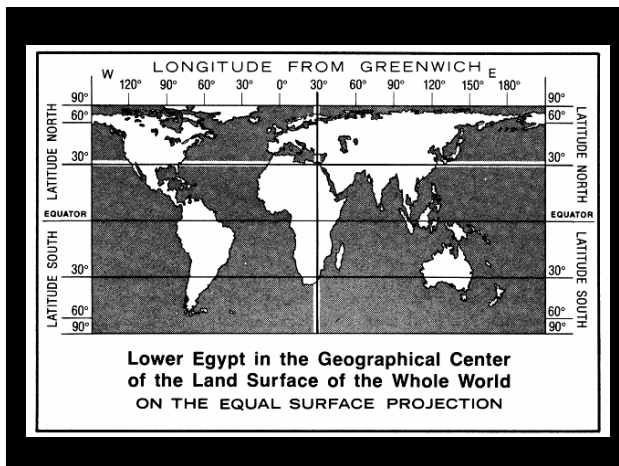 LONGITUDE FROM GREENWICH
W E
120° 90° 60° 30° 0° 30° 60° 90° 120° 150° 180°
90° 90°
60° 60°
30° 30°
EQUATOR EQUATOR
30° 30°
60° 60°
90° 90°
LATITUDE NORTH
LATITUDE SOUTH
LATITUDE NORTH
LATITUDE SOUTH
Lower Egypt in the Geographical Center
of the Land Surface of the Whole World
ON THE EQUAL SURFACE PROJECTION